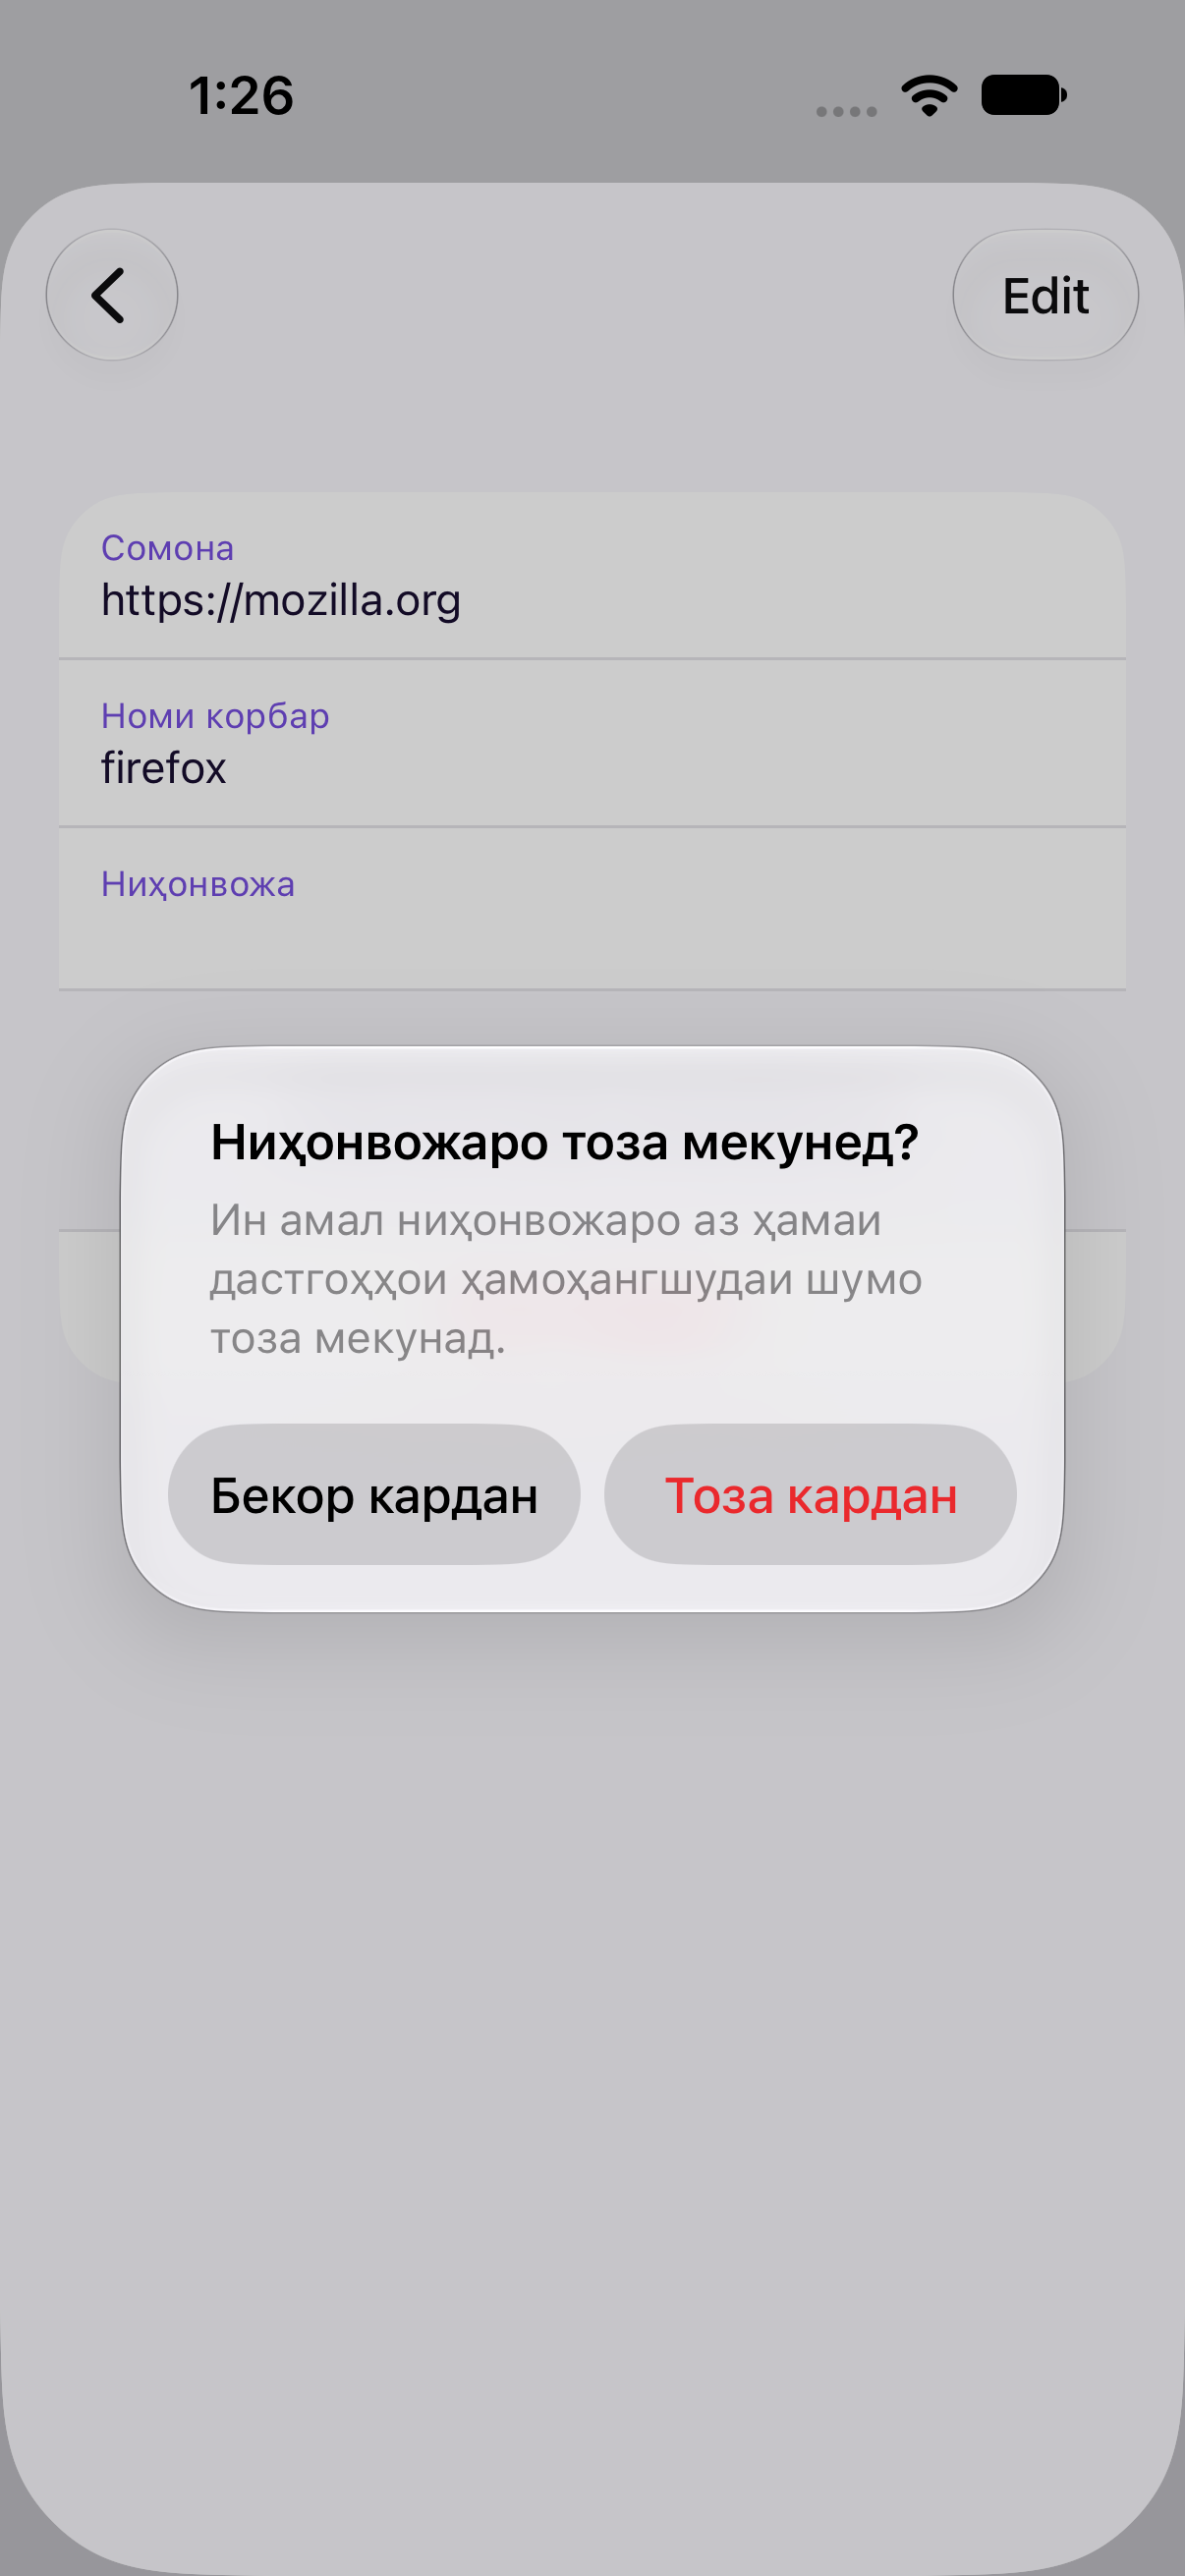 1:26
Edit
Сомона
https://mozilla.org
Номи корбар
firefox
Ниҳонвожа
Ниҳонвожаро тоза мекунед?
Ин амал ниҳонвожаро аз ҳамаи
дастгоҳҳои ҳамоҳангшудаи шумо
тоза мекунад.
Бекор кардан
Тоза кардан